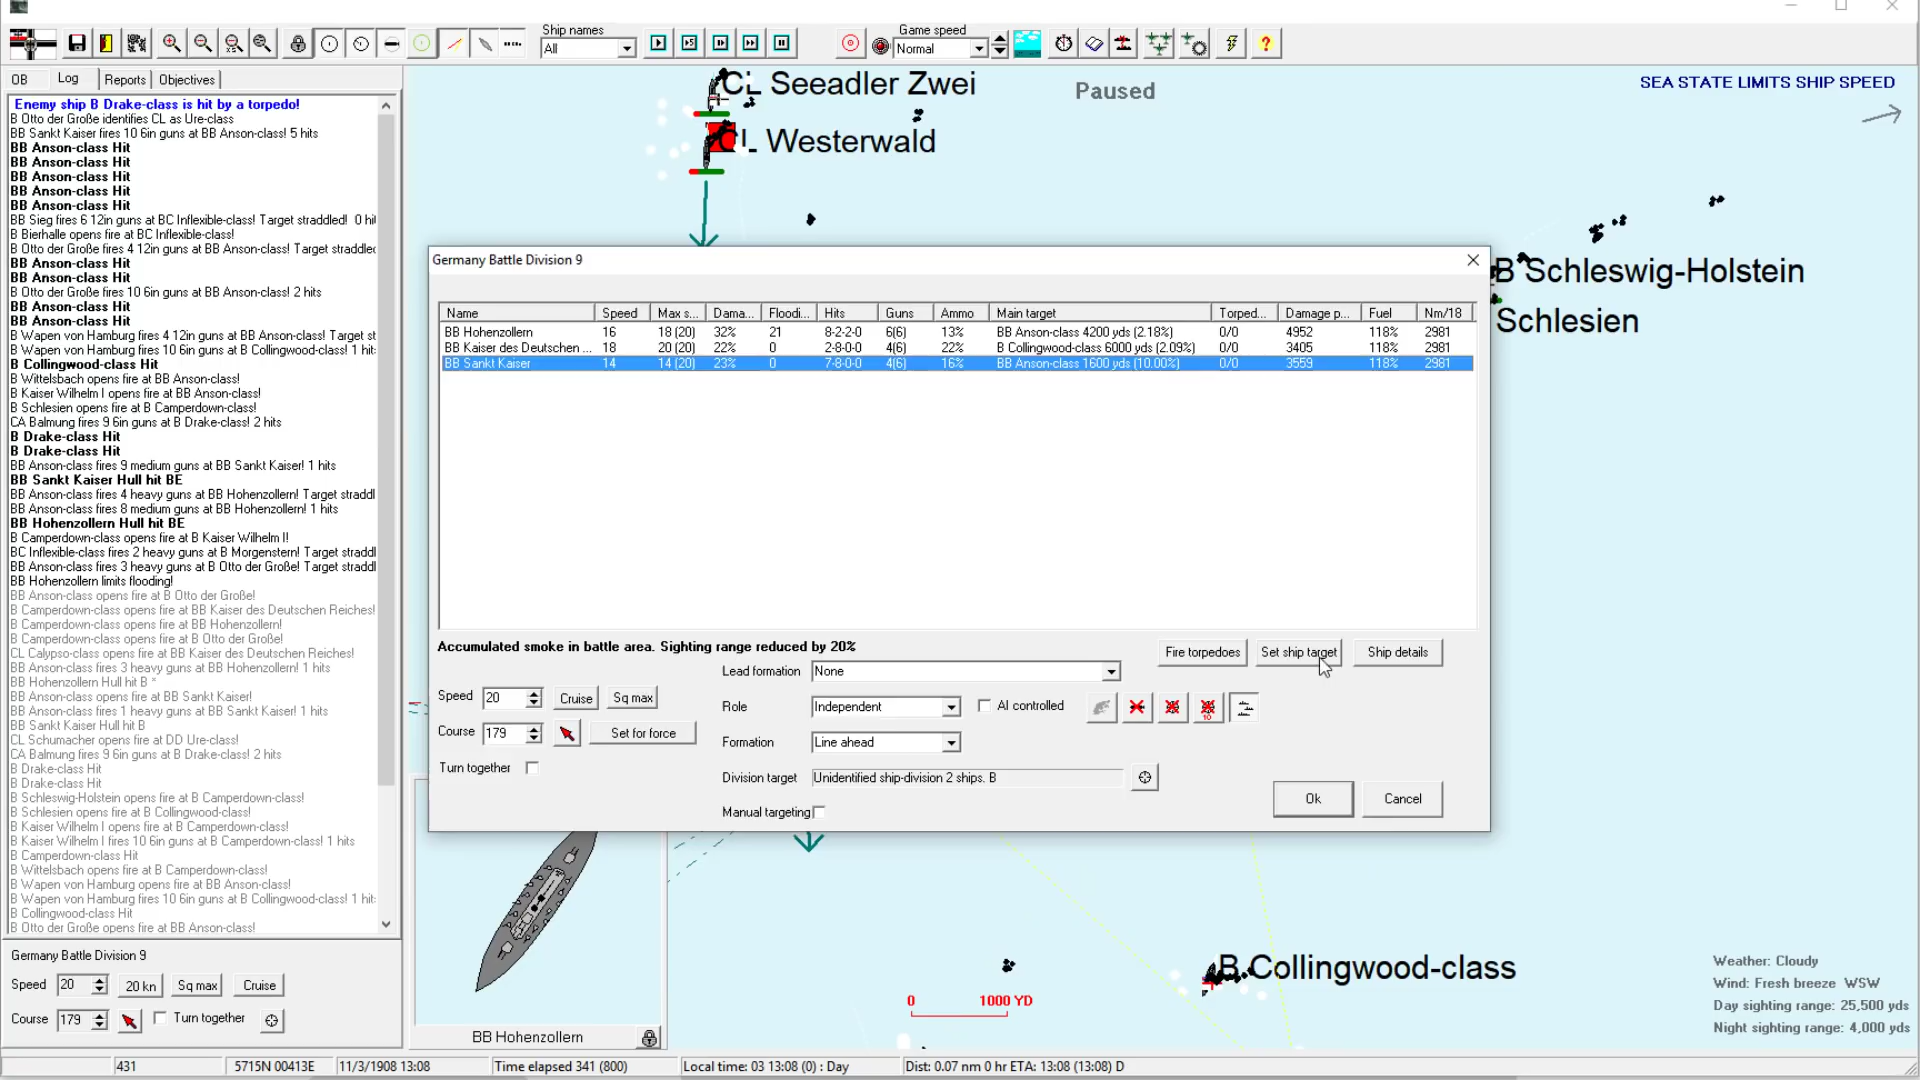 Ship names
All
Game speed
Normal
OB
Log
Reports
Objectives
Enemy ship B Drake-class is hit by a torpedo!
B Otto der Große identifies CL as Ure-class
BB Sankt Kaiser fires 10 6in guns at BB Anson-class! 5 hits
BB Anson-class Hit
BB Anson-class Hit
BB Anson-class Hit
BB Anson-class Hit
BB Anson-class Hit
BB Sieg fires 6 12in guns at BC Inflexible-class! Target straddled! 0 hi
B Bierhalle opens fire at BC Inflexible-class!
B Otto der Große fires 4 12in guns at BB Anson-class! Target straddled
BB Anson-class Hit
BB Anson-class Hit
B Otto der Große fires 10 6in guns at BB Anson-class! 2 hits
BB Anson-class Hit
BB Anson-class Hit
B Wapen von Hamburg fires 4 12in guns at BB Anson-class! Target st
B Wapen von Hamburg fires 10 6in guns at B Collingwood-class! 1 hit
B Collingwood-class Hit
B Wittelsbach opens fire at BB Anson-class!
B Kaiser Wilhelm I opens fire at BB Anson-class!
B Schlesien opens fire at B Camperdown-class!
CA Balmung fires 9 6in guns at B Drake-class! 2 hits
B Drake-class Hit
B Drake-class Hit
BB Anson-class fires 9 medium guns at BB Sankt Kaiser! 1 hits
BB Sankt Kaiser Hull hit BE
BB Anson-class fires 4 heavy guns at BB Hohenzollern! Target straddl
BB Anson-class fires 8 medium guns at BB Hohenzollern! 1 hits
BB Hohenzollern Hull hit BE
B Camperdown-class opens fire at B Kaiser Wilhelm I!
BC Inflexible-class fires 2 heavy guns at B Morgenstern! Target straddl
BB Anson-class fires 3 heavy guns at B Otto der Große! Target straddl
BB Hohenzollern limits flooding!
BB Anson-class opens fire at B Otto der Große!
B Camperdown-class opens fire at BB Kaiser des Deutschen Reiches!
B Camperdown-class opens fire at BB Hohenzollern!
B Camperdown-class opens fire at B Otto der Große!
CL Calypso-class opens fire at BB Kaiser des Deutschen Reiches!
BB Anson-class fires 3 heavy guns at BB Hohenzollern! 1 hits
BB Hohenzollern Hull hit B *
BB Anson-class opens fire at BB Sankt Kaiser!
BB Anson-class fires 1 heavy guns at BB Sankt Kaiser! 1 hits
BB Sankt Kaiser Hull hit B
CL Schumacher opens fire at DD Ure-class!
CA Balmung fires 9 6in guns at B Drake-class! 2 hits
B Drake-class Hit
B Drake-class Hit
B Schleswig-Holstein opens fire at B Camperdown-class!
B Schlesien opens fire at B Collingwood-class!
B Kaiser Wilhelm I opens fire at B Camperdown-class!
B Kaiser Wilhelm I fires 10 6in guns at B Camperdown-class! 1 hits
B Camperdown-class Hit
B Wittelsbach opens fire at B Camperdown-class!
B Wapen von Hamburg opens fire at BB Anson-class!
B Wapen von Hamburg fires 10 6in guns at B Collingwood-class! 1 hit
B Collingwood-class Hit
B Otto der Große opens fire at BB Anson-class!
Germany Battle Division 9
Speed 20 20 kn Sq max Cruise
Course 179 Turn together
CL Seeadler Zwei
CL Westerwald
Paused
SEA STATE LIMITS SHIP SPEED
B Schleswig-Holstein
Schlesien
Germany Battle Division 9
Name Speed Max s... Dama... Floodi... Hits Guns Ammo Main target Torped... Damage p... Fuel Nm/18
BB Hohenzollern 16 18 (20) 32% 21 8-2-2-0 6(6) 13% BB Anson-class 4200 yds (2.18%) 0/0 4952 118% 2981
BB Kaiser des Deutschen ... 18 20 (20) 22% 0 2-8-0-0 4(6) 22% B Collingwood-class 6000 yds (2.09%) 0/0 3405 118% 2981
BB Sankt Kaiser 14 14 (20) 23% 0 7-8-0-0 4(6) 16% BB Anson-class 1600 yds (10.00%) 0/0 3559 118% 2981
Accumulated smoke in battle area. Sighting range reduced by 20%
Fire torpedoes Set ship target Ship details
Lead formation None
Speed 20 Cruise Sq max
Role Independent AI controlled
10
Course 179 Set for force
Formation Line ahead
Turn together
Division target Unidentified ship-division 2 ships. B
Ok Cancel
Manual targeting
BB Hohenzollern
B Collingwood-class
0 1000 YD
Weather: Cloudy
Wind: Fresh breeze WSW
Day sighting range: 25,500 yds
Night sighting range: 4,000 yds
431 5715N 00413E 11/3/1908 13:08 Time elapsed 341 (800) Local time: 03 13:08 (0) : Day Dist: 0.07 nm 0 hr ETA: 13:08 (13:08) D